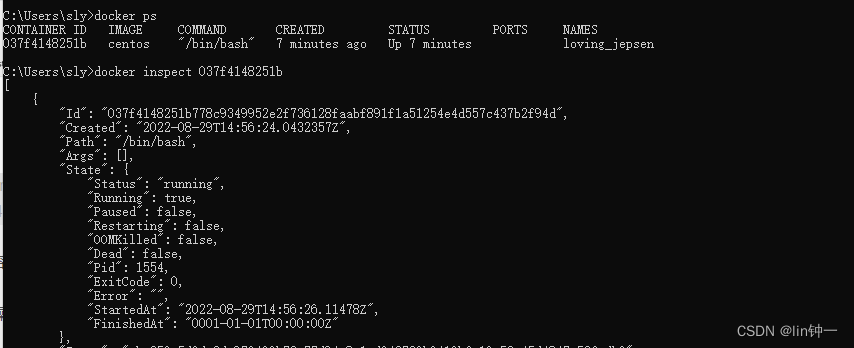 C:\Users\sly>docker ps
CONTAINER ID   IMAGE     COMMAND       CREATED         STATUS         PORTS     NAMES
037f4148251b   centos    "/bin/bash"   7 minutes ago   Up 7 minutes             loving_jepsen
C:\Users\sly>docker inspect 037f4148251b
[
    {
        "Id": "037f4148251b778c9349952e2f736128faabf891f1a51254e4d557c437b2f94d",
        "Created": "2022-08-29T14:56:24.0432357Z",
        "Path": "/bin/bash",
        "Args": [],
        "State": {
            "Status": "running",
            "Running": true,
            "Paused": false,
            "Restarting": false,
            "OOMKilled": false,
            "Dead": false,
            "Pid": 1554,
            "ExitCode": 0,
            "Error": "",
            "StartedAt": "2022-08-29T14:56:26.11478Z",
            "FinishedAt": "0001-01-01T00:00:00Z"
        },
CSDN @lin钟一